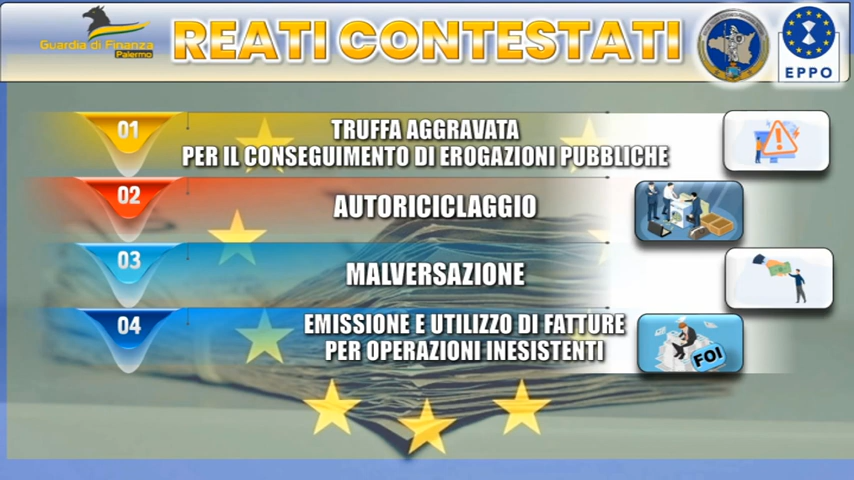 Guardia di Finanza
Palermo
REATI CONTESTATI
EPPO
01
TRUFFA AGGRAVATA
PER IL CONSEGUIMENTO DI EROGAZIONI PUBBLICHE
02
AUTORICICLAGGIO
03
MALVERSAZIONE
04
EMISSIONE E UTILIZZO DI FATTURE
PER OPERAZIONI INESISTENTI
FOI